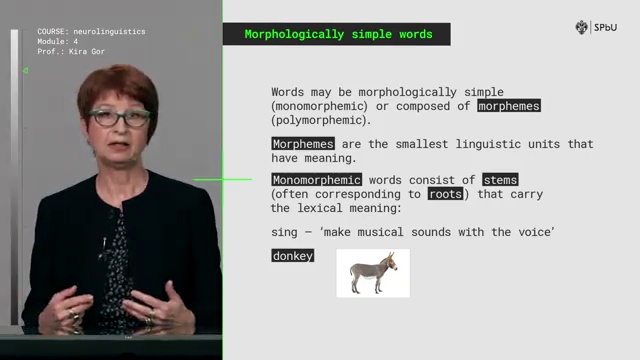 COURSE: neurolinguistics
Module: 4
Prof.: Kira Gor
Morphologically simple words
SPbU
Words may be morphologically simple
(monomorphemic) or composed of morphemes
(polymorphemic).
Morphemes are the smallest linguistic units that
have meaning.
Monomorphemic words consist of stems
(often corresponding to roots) that carry
the lexical meaning:
sing – ‘make musical sounds with the voice’
donkey